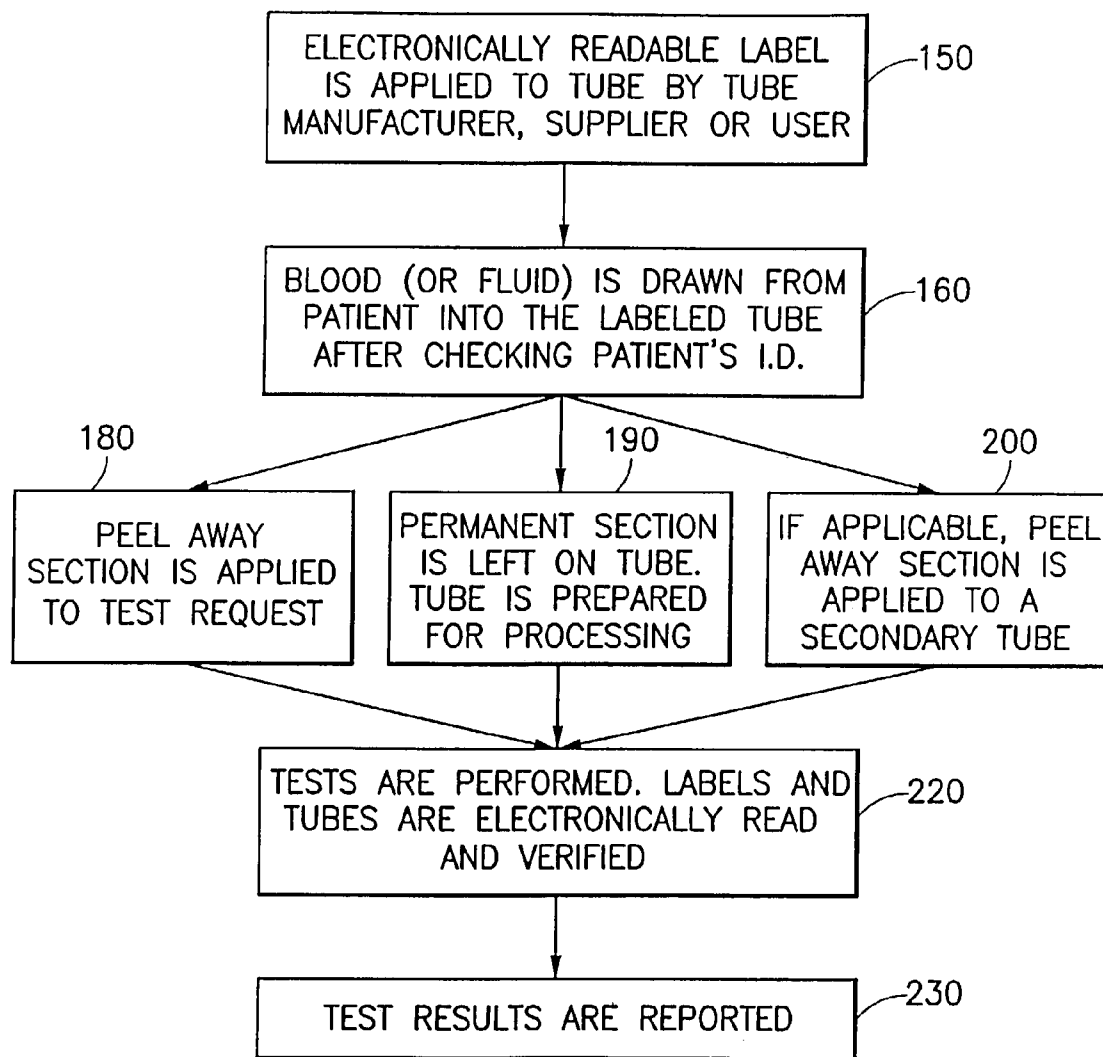 ELECTRONICALLY READABLE LABEL
IS APPLIED TO TUBE BY TUBE
MANUFACTURER, SUPPLIER OR USER
150
BLOOD (OR FLUID) IS DRAWN FROM
PATIENT INTO THE LABELED TUBE
AFTER CHECKING PATIENT'S I.D.
160
180
PEEL AWAY
SECTION IS APPLIED
TO TEST REQUEST
190
PERMANENT SECTION
IS LEFT ON TUBE.
TUBE IS PREPARED
FOR PROCESSING
200
IF APPLICABLE, PEEL
AWAY SECTION IS
APPLIED TO A
SECONDARY TUBE
TESTS ARE PERFORMED. LABELS AND
TUBES ARE ELECTRONICALLY READ
AND VERIFIED
220
TEST RESULTS ARE REPORTED
230